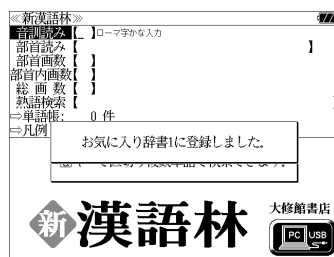 ≪新漢語林≫
音訓読み【_ 】ローマ字かな入力
部首読み【 】
部首画数【 】
部首内画数【 】
総画数【 】
熟語検索【
⇨単語帳: 0 件
⇨凡例
お気に入り辞書1に登録しました。
新漢語林
大修館書店
PC USB